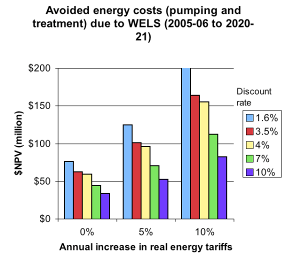 Avoided energy costs (pumping and
treatment) due to WELS (2005-06 to 2020-
21)
$200
$150
$100
$50
$0
$NPV (million)
0%
5%
10%
Annual increase in real energy tariffs
Discount
rate
1.6%
3.5%
4%
7%
10%